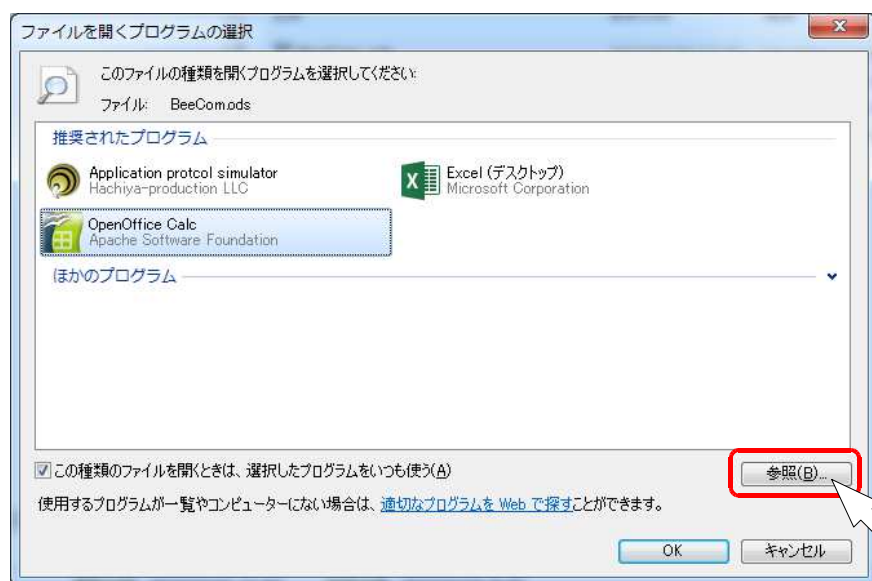 ファイルを開くプログラムの選択
このファイルの種類を開くプログラムを選択してください:
ファイル: BeeCom.ods
推奨されたプログラム
Application protcol simulator
Hachiya-production LLC
Excel (デスクトップ)
Microsoft Corporation
OpenOffice Calc
Apache Software Foundation
ほかのプログラム
この種類のファイルを開くときは、選択したプログラムをいつも使う(A)
参照(B)...
使用するプログラムが一覧やコンピューターにない場合は、適切なプログラムを Web で探すことができます。
OK
キャンセル